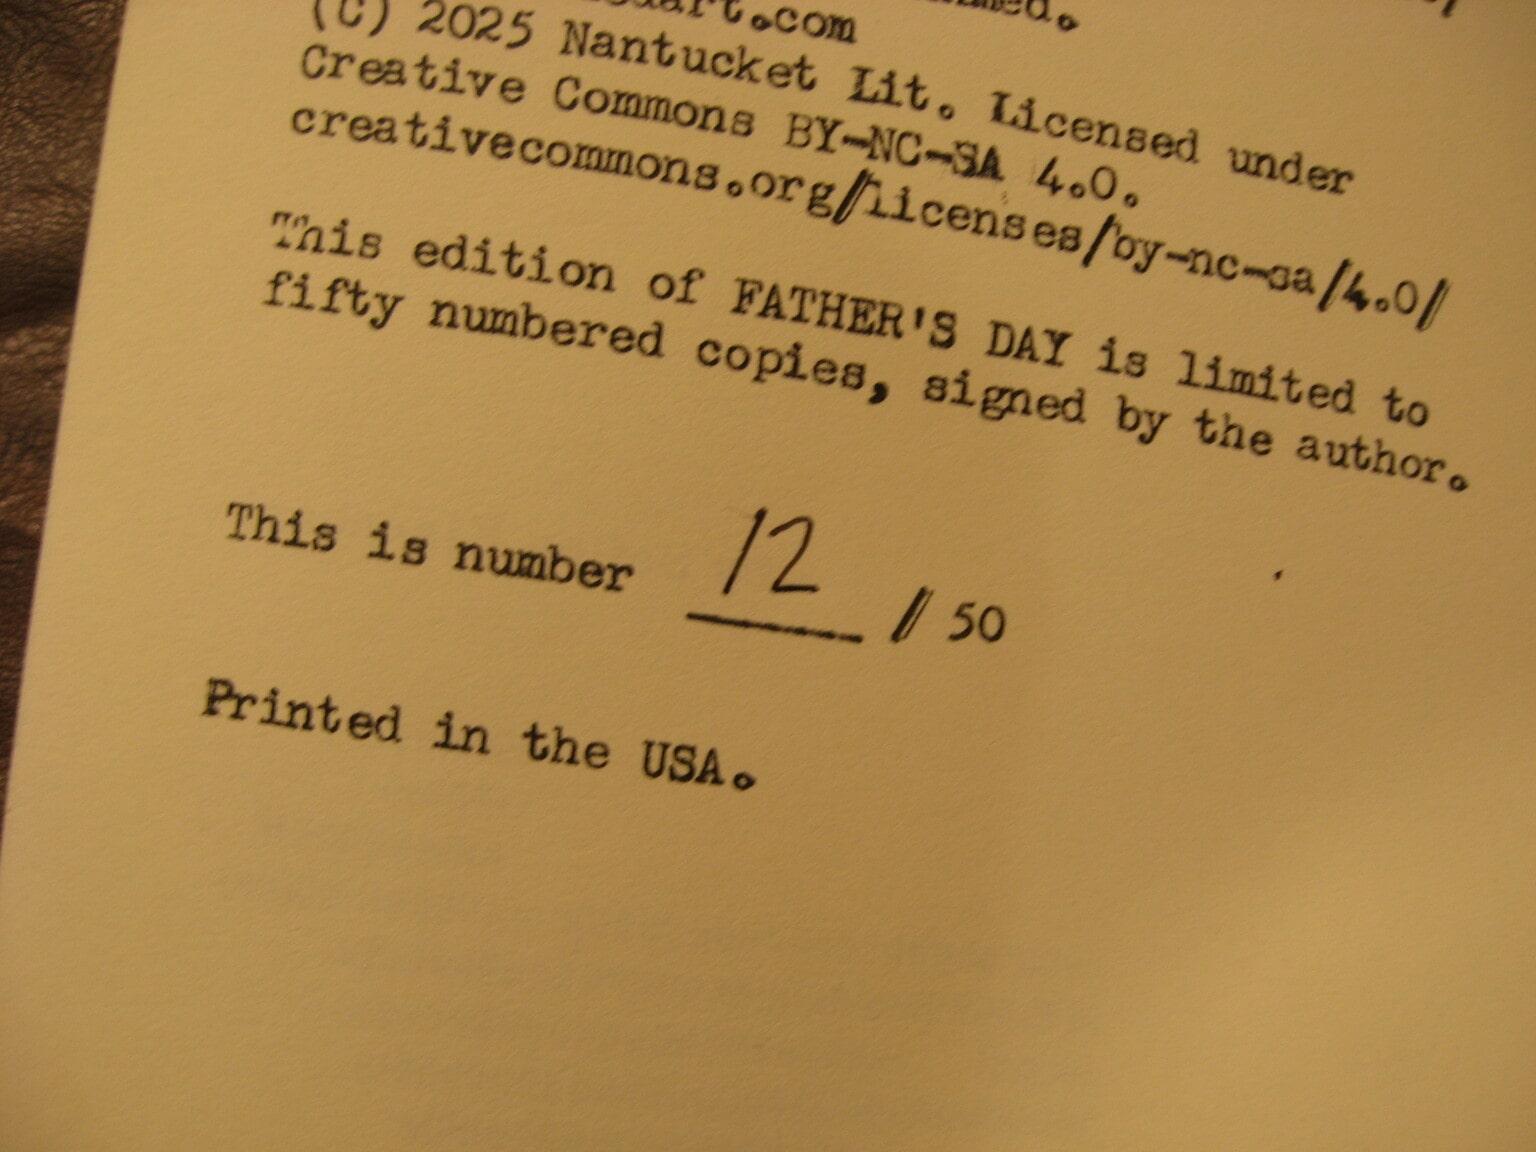 (C) 2025 Nantucket Lit. Licensed under
Creative Commons BY-NC-SA 4.0.
creativecommons.org/licenses/by-nc-sa/4.0/
This edition of FATHER'S DAY is limited to
fifty numbered copies, signed by the author.
This is number 12 / 50
Printed in the USA.